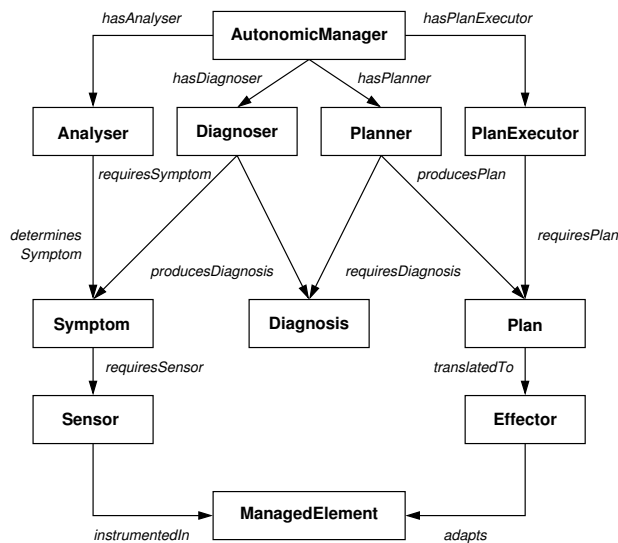 hasAnalyser
AutonomicManager
hasPlanExecutor
hasDiagnoser
hasPlanner
Analyser
Diagnoser
Planner
PlanExecutor
requiresSymptom
producesPlan
determines
Symptom
requiresPlan
producesDiagnosis
requiresDiagnosis
Symptom
Diagnosis
Plan
requiresSensor
translatedTo
Sensor
Effector
ManagedElement
instrumentedIn
adapts